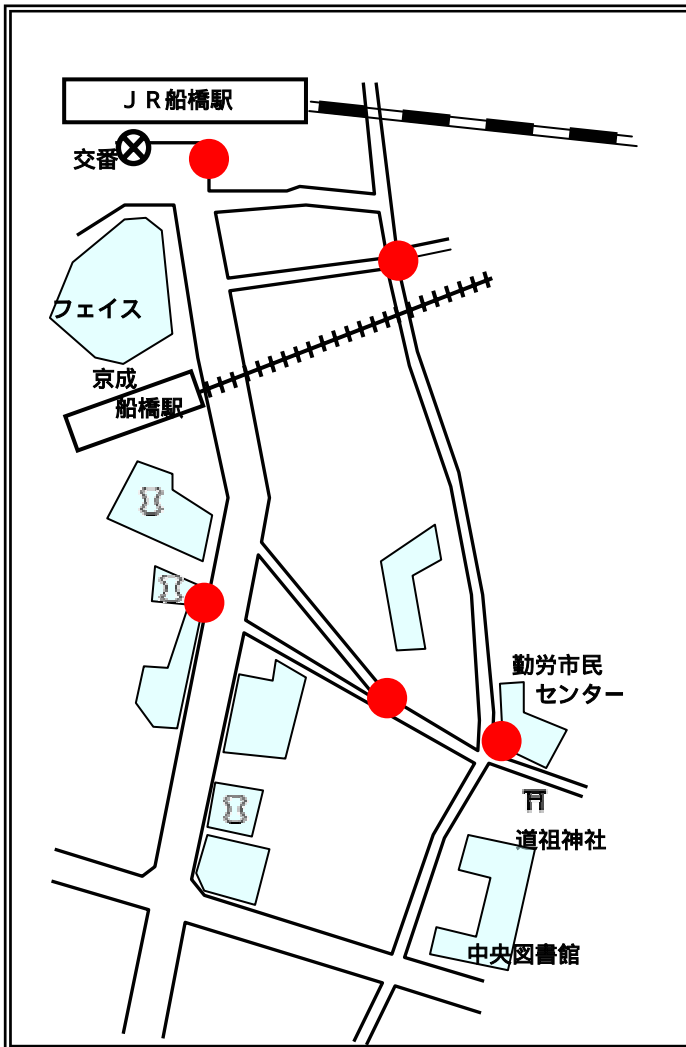 ＪＲ船橋駅
交番
フェイス
京成
船橋駅
勤労市民
センター
道祖神社
中央図書館